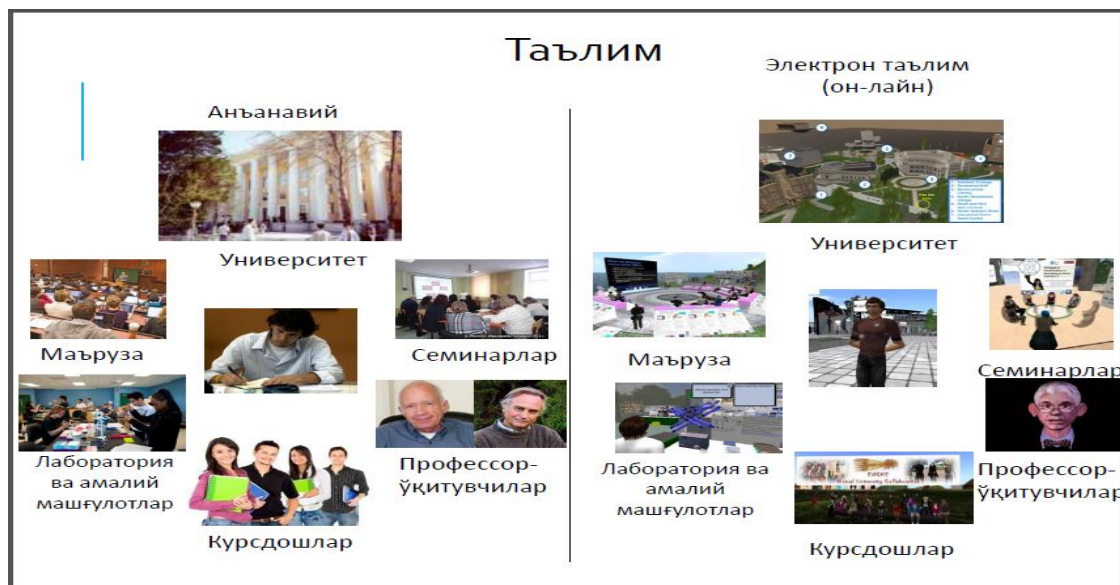 Таълим
Анъанавий
Университет
Маъруза
Семинарлар
Лаборатория
ва амалий
машғулотлар
Профессор-
ўқитувчилар
Курсдошлар
Электрон таълим
(он-лайн)
Университет
Маъруза
Семинарлар
Лаборатория ва
амалий
машғулотлар
Профессор-
ўқитувчилар
Курсдошлар